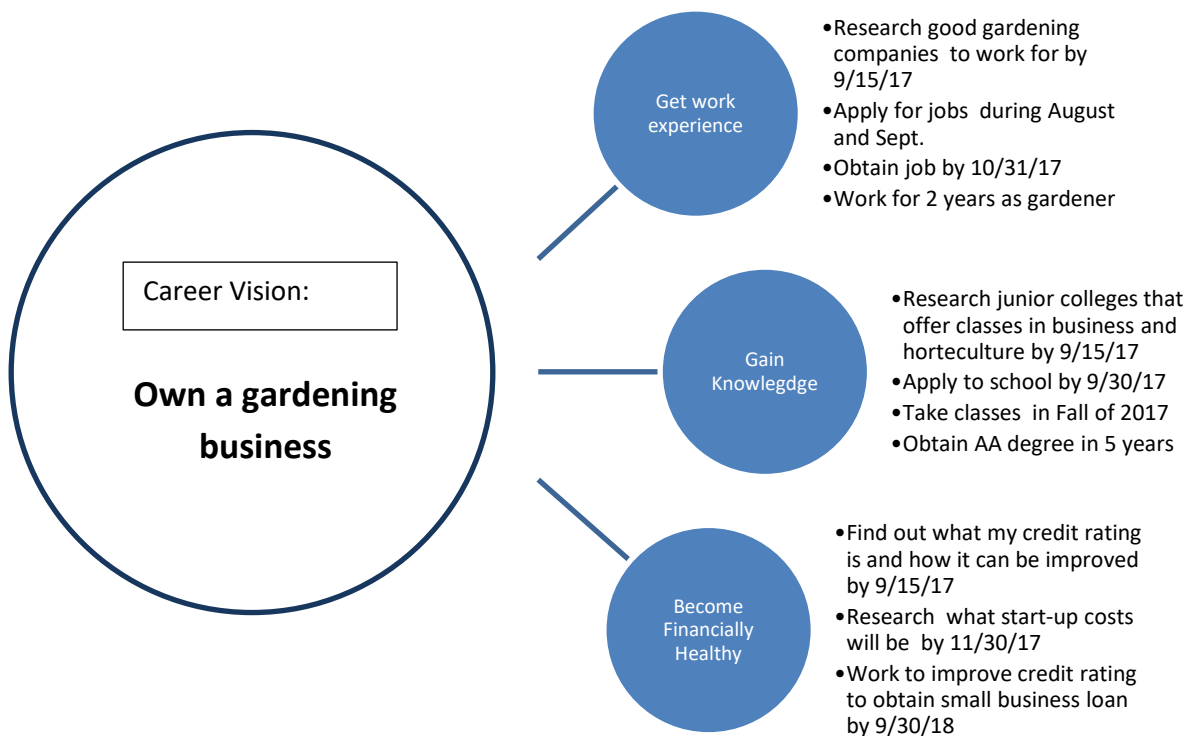 Career Vision:
Own a gardening
business
Get work
experience
•Research good gardening
companies to work for by
9/15/17
•Apply for jobs during August
and Sept.
•Obtain job by 10/31/17
•Work for 2 years as gardener
Gain
Knowlegdge
•Research junior colleges that
offer classes in business and
horteculture by 9/15/17
•Apply to school by 9/30/17
•Take classes in Fall of 2017
•Obtain AA degree in 5 years
Become
Financially
Healthy
•Find out what my credit rating
is and how it can be improved
by 9/15/17
•Research what start-up costs
will be by 11/30/17
•Work to improve credit rating
to obtain small business loan
by 9/30/18